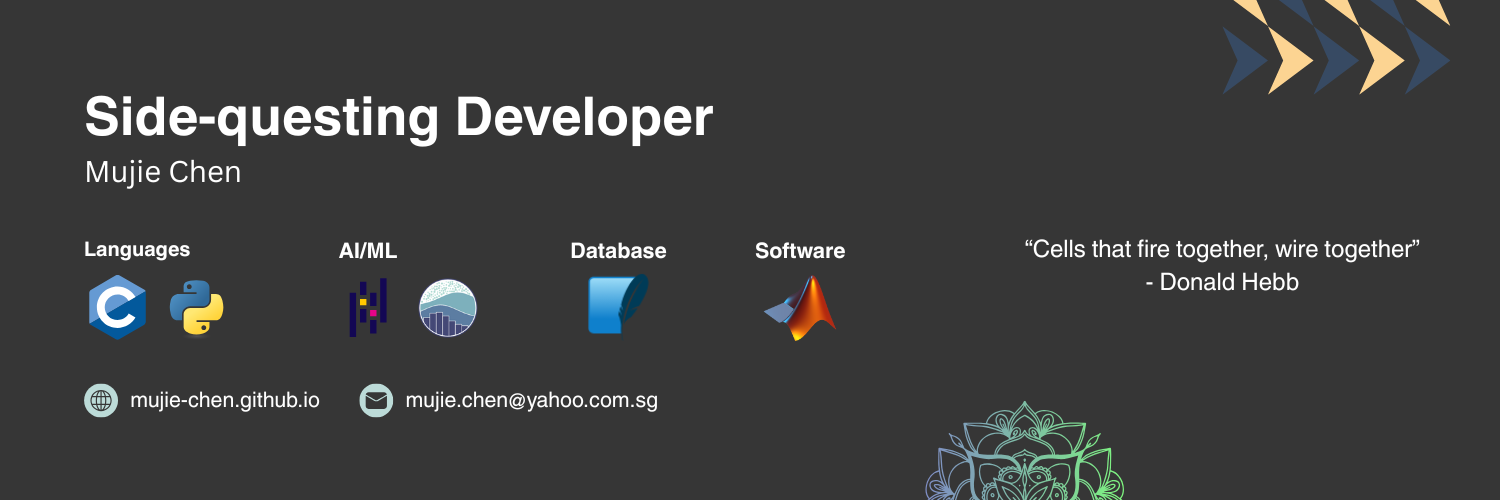 Side-questing Developer
Mujie Chen
Languages
AI/ML
Database
Software
C
“Cells that fire together, wire together”
- Donald Hebb
mujie-chen.github.io
mujie.chen@yahoo.com.sg